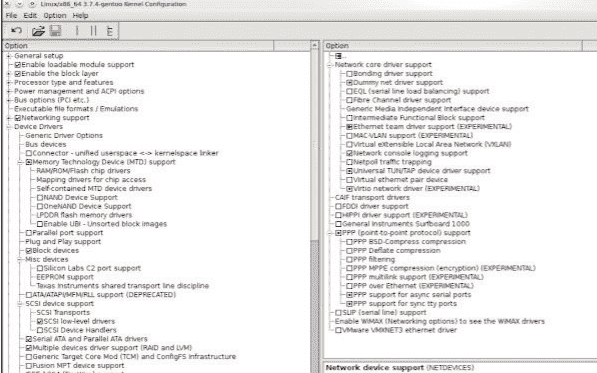 Linux/x86_64 3.7.4-gentoo Kernel Configuration
File Edit Option Help
Option
General setup
Enable loadable module support
Enable the block layer
Processor type and features
Power management and ACPI options
Bus options (PCI etc.)
Executable file formats / Emulations
Networking support
Device Drivers
Generic Driver Options
Bus devices
Connector - unified userspace <-> kernelspace linker
Memory Technology Device (MTD) support
RAM/ROM/Flash chip drivers
Mapping drivers for chip access
Self-contained MTD device drivers
NAND Device Support
OneNAND Device Support
LPDDR flash memory drivers
Enable UBI - Unsorted block images
Parallel port support
Plug and Play support
Block devices
Misc devices
Silicon Labs C2 port support
EEPROM support
Texas Instruments shared transport line discipline
ATA/ATAPI/MFM/RLL support (DEPRECATED)
SCSI device support
SCSI Transports
SCSI low-level drivers
SCSI Device Handlers
Serial ATA and Parallel ATA drivers
Multiple devices driver support (RAID and LVM)
Generic Target Core Mod (TCM) and ConfigFS Infrastructure
Fusion MPT device support
Option
..
Network core driver support
Bonding driver support
Dummy net driver support
EQL (serial line load balancing) support
Fibre Channel driver support
Generic Media Independent Interface device support
Intermediate Functional Block support
Ethernet team driver support (EXPERIMENTAL)
MAC-VLAN support (EXPERIMENTAL)
Virtual eXtensible Local Area Network (VXLAN)
Network console logging support
Netpoll traffic trapping
Universal TUN/TAP device driver support
Virtual ethernet pair device
Virtio network driver (EXPERIMENTAL)
CAIF transport drivers
FDDI driver support
HIPPI driver support (EXPERIMENTAL)
General Instruments Surfboard 1000
PPP (point-to-point protocol) support
PPP BSD-Compress compression
PPP Deflate compression
PPP filtering
PPP MPPE compression (encryption) (EXPERIMENTAL)
PPP multilink support (EXPERIMENTAL)
PPP over Ethernet (EXPERIMENTAL)
PPP support for async serial ports
PPP support for sync tty ports
SLIP (serial line) support
Enable WiMAX (Networking options) to see the WiMAX drivers
VMware VMXNET3 ethernet driver
Network device support (NETDEVICES)